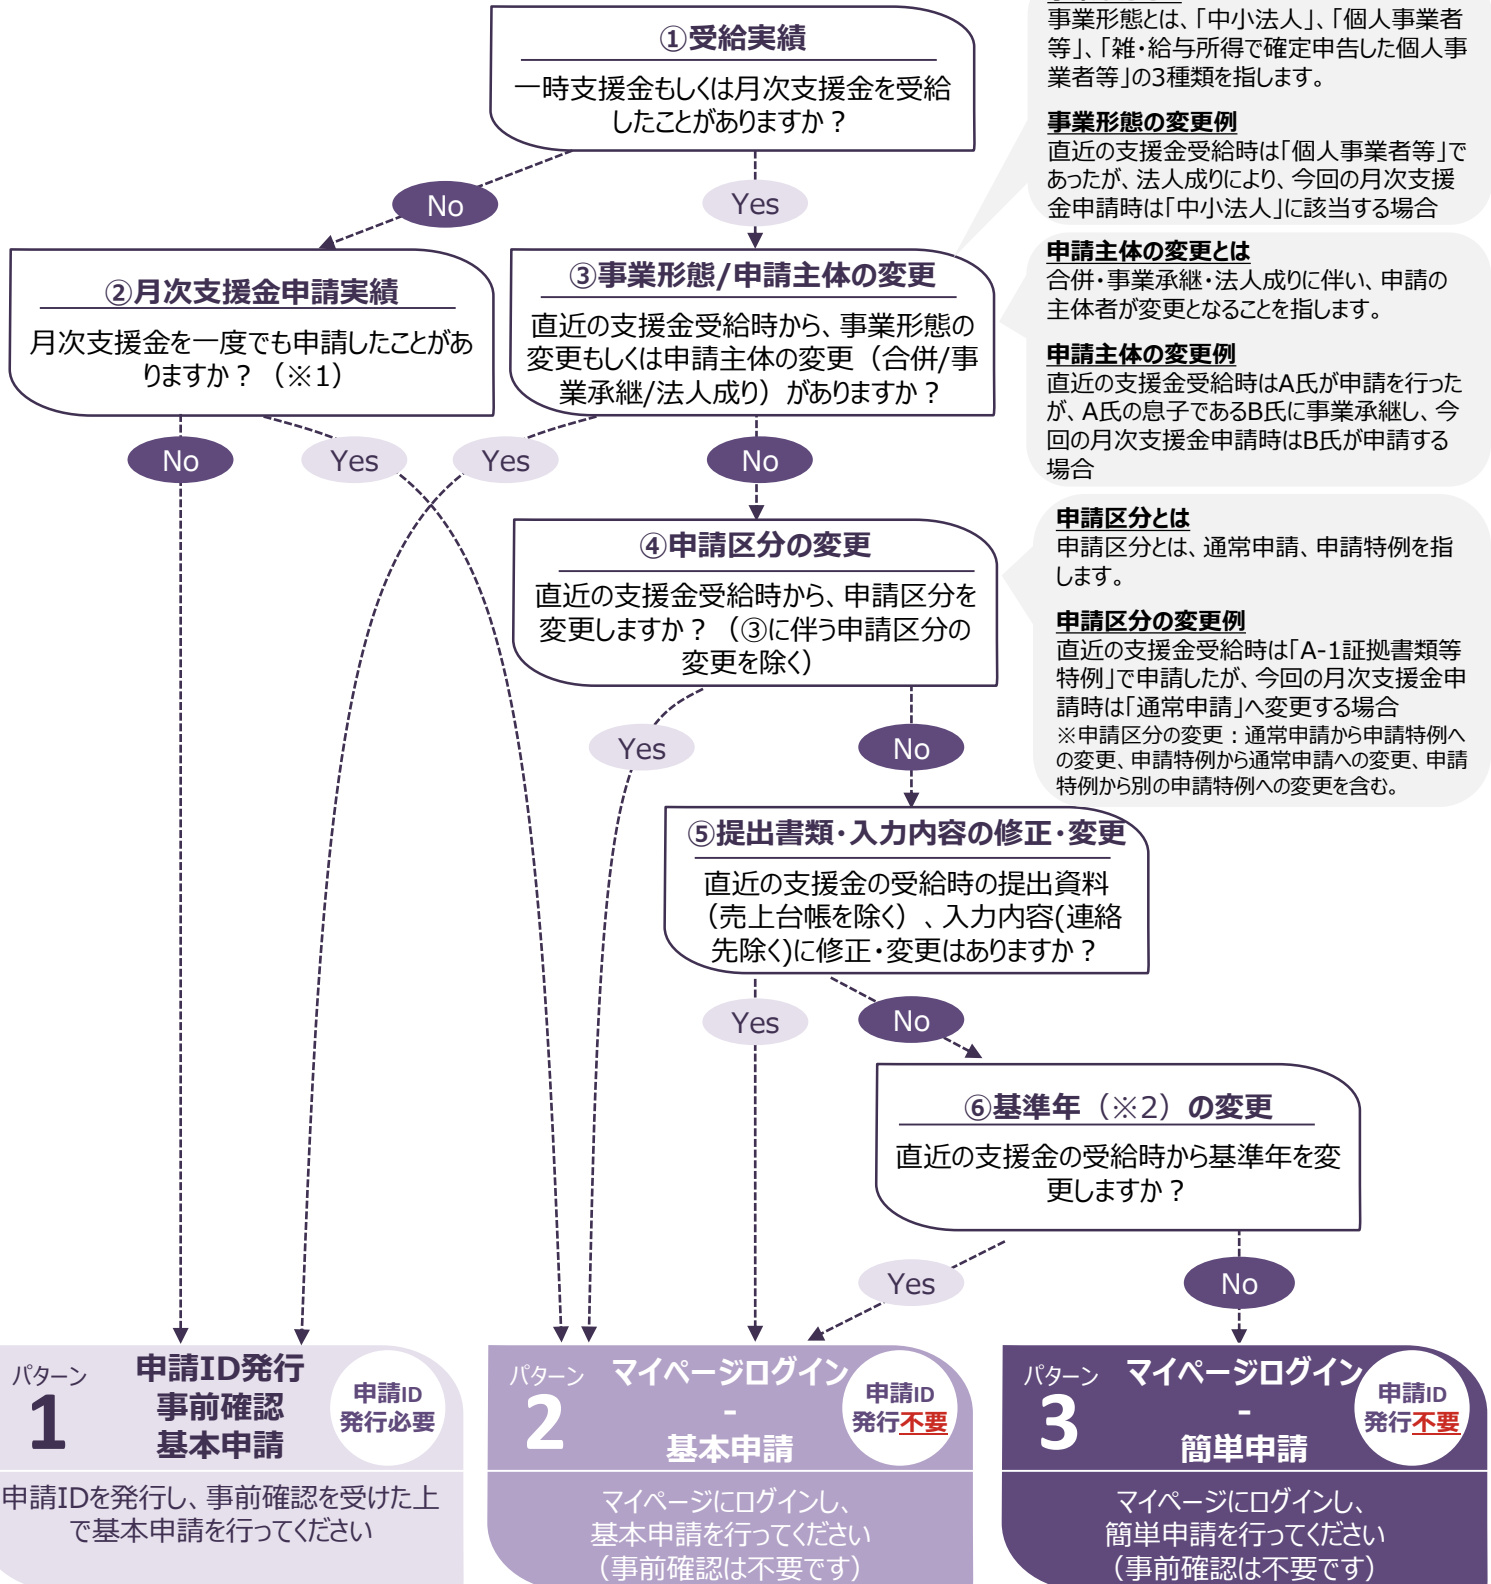 ①受給実績
一時支援金もしくは月次支援金を受給
したことがありますか？
No
Yes
②月次支援金申請実績
月次支援金を一度でも申請したことがあ
りますか？（※1）
No
Yes
③事業形態/申請主体の変更
直近の支援金受給時から、事業形態の
変更もしくは申請主体の変更（合併/事
業承継/法人成り）がありますか？
Yes
No
④申請区分の変更
直近の支援金受給時から、申請区分を
変更しますか？（③に伴う申請区分の
変更を除く）
Yes
No
⑤提出書類・入力内容の修正・変更
直近の支援金の受給時の提出資料
（売上台帳を除く）、入力内容(連絡
先除く)に修正・変更はありますか？
Yes
No
⑥基準年（※2）の変更
直近の支援金の受給時から基準年を変
更しますか？
Yes
No
事業形態とは、「中小法人」、「個人事業者
等」、「雑・給与所得で確定申告した個人事
業者等」の3種類を指します。
事業形態の変更例
直近の支援金受給時は「個人事業者等」で
あったが、法人成りにより、今回の月次支援
金申請時は「中小法人」に該当する場合
申請主体の変更とは
合併・事業承継・法人成りに伴い、申請の
主体者が変更となることを指します。
申請主体の変更例
直近の支援金受給時はA氏が申請を行った
が、A氏の息子であるB氏に事業承継し、今
回の月次支援金申請時はB氏が申請する
場合
申請区分とは
申請区分とは、通常申請、申請特例を指
します。
申請区分の変更例
直近の支援金受給時は「A-1証拠書類等
特例」で申請したが、今回の月次支援金申
請時は「通常申請」へ変更する場合
※申請区分の変更：通常申請から申請特例へ
の変更、申請特例から通常申請への変更、申請
特例から別の申請特例への変更を含む。
パターン
1
申請ID発行
事前確認
基本申請
申請ID
発行必要
申請IDを発行し、事前確認を受けた上
で基本申請を行ってください
パターン
2
マイページログイン
-
基本申請
申請ID
発行不要
マイページにログインし、
基本申請を行ってください
（事前確認は不要です）
パターン
3
マイページログイン
-
簡単申請
申請ID
発行不要
マイページにログインし、
簡単申請を行ってください
（事前確認は不要です）